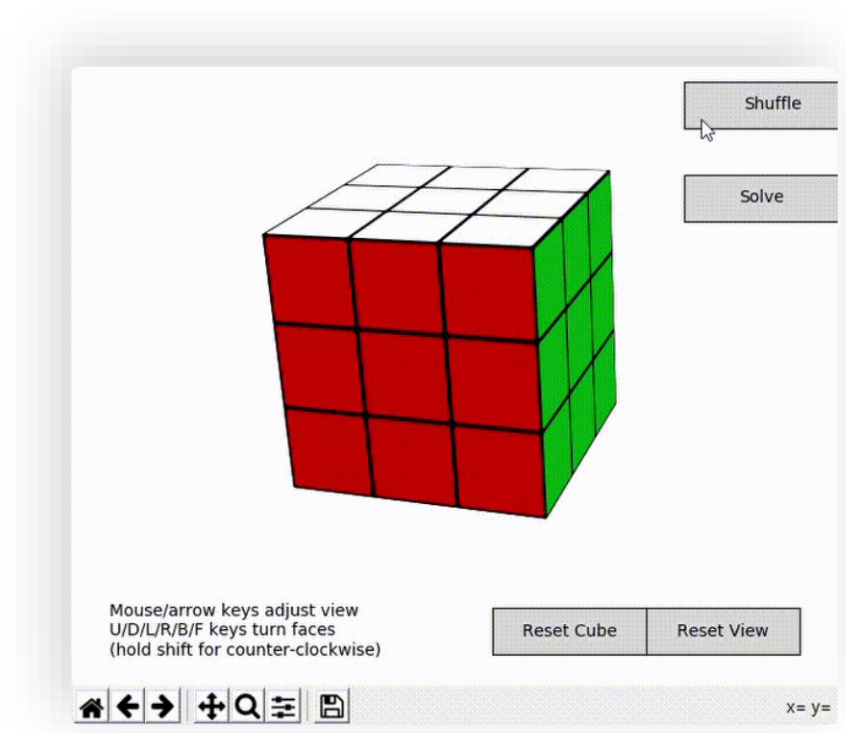 Shuffle
Solve
Mouse/arrow keys adjust view
U/D/L/R/B/F keys turn faces
(hold shift for counter-clockwise)
Reset Cube
Reset View
x= y=